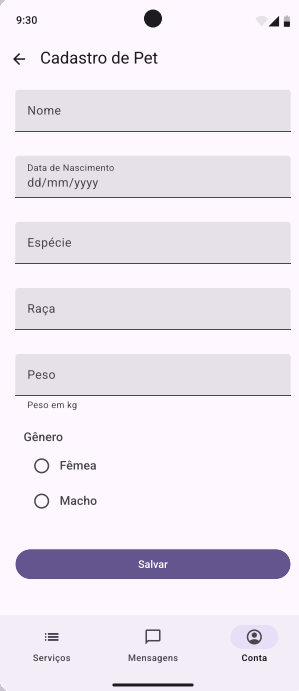 9:30
Cadastro de Pet
Nome
Data de Nascimento
dd/mm/yyyy
Espécie
Raça
Peso
Peso em kg
Gênero
Fêmea
Macho
Salvar
Serviços Mensagens Conta